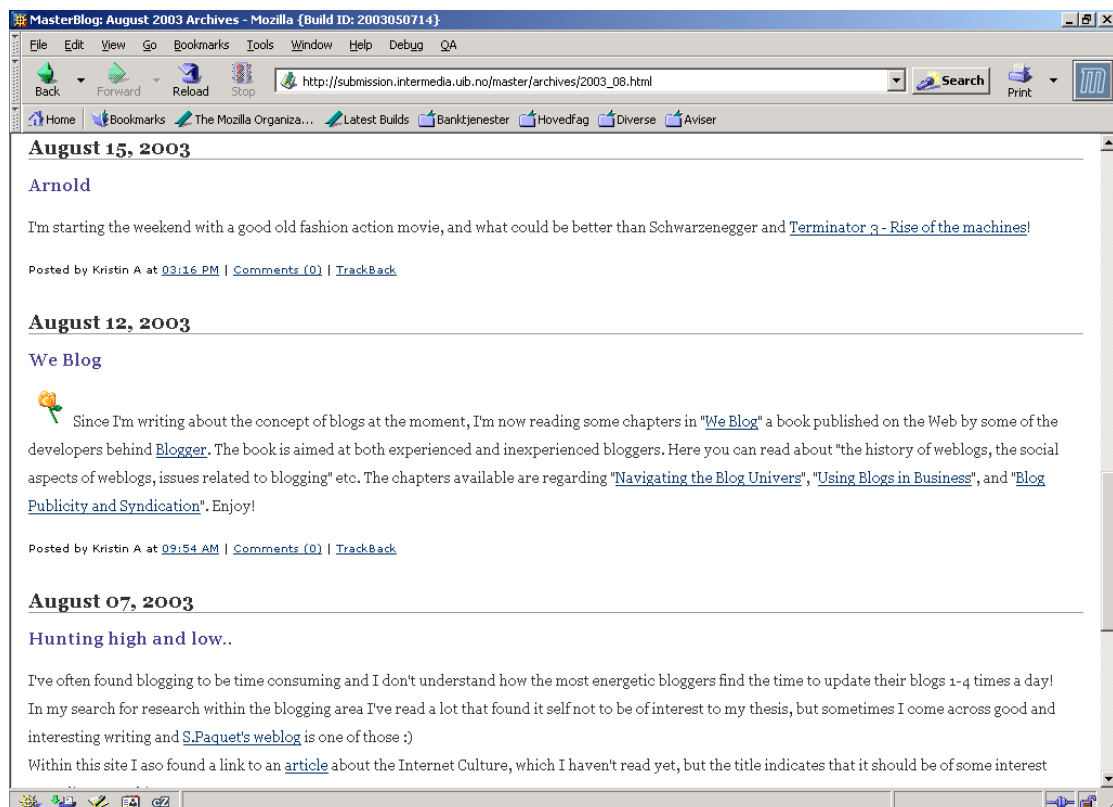 MasterBlog: August 2003 Archives - Mozilla {Build ID: 2003050714}
File Edit View Go Bookmarks Tools Window Help Debug QA
Back Forward Reload Stop http://submission.intermedia.uib.no/master/archives/2003_08.html Search Print
Home Bookmarks The Mozilla Organiza... Latest Builds Banktjenester Hovedfag Diverse Aviser
August 15, 2003
Arnold
I'm starting the weekend with a good old fashion action movie, and what could be better than Schwarzenegger and Terminator 3 - Rise of the machines!
Posted by Kristin A at 03:16 PM | Comments (0) | TrackBack
August 12, 2003
We Blog
Since I'm writing about the concept of blogs at the moment, I'm now reading some chapters in "We Blog" a book published on the Web by some of the
developers behind Blogger. The book is aimed at both experienced and inexperienced bloggers. Here you can read about "the history of weblogs, the social
aspects of weblogs, issues related to blogging" etc. The chapters available are regarding "Navigating the Blog Univers", "Using Blogs in Business", and "Blog
Publicity and Syndication". Enjoy!
Posted by Kristin A at 09:54 AM | Comments (0) | TrackBack
August 07, 2003
Hunting high and low..
I've often found blogging to be time consuming and I don't understand how the most energetic bloggers find the time to update their blogs 1-4 times a day!
In my search for research within the blogging area I've read a lot that found it self not to be of interest to my thesis, but sometimes I come across good and
interesting writing and S.Paquet's weblog is one of those :)
Within this site I aso found a link to an article about the Internet Culture, which I haven't read yet, but the title indicates that it should be of some interest